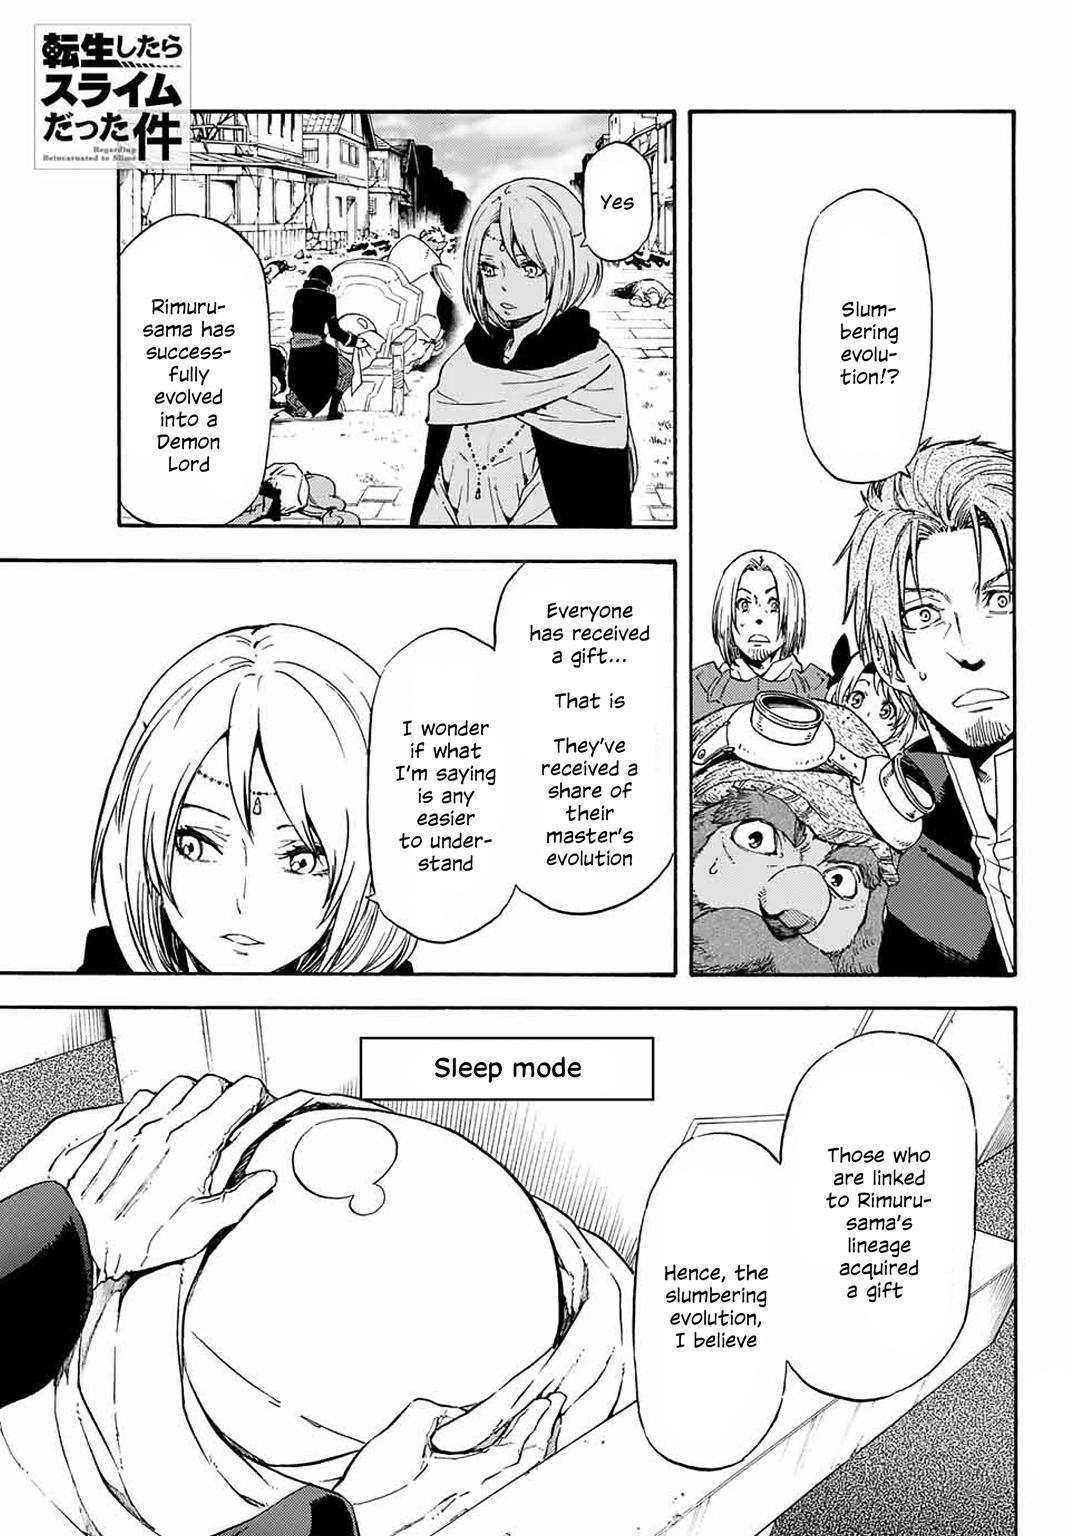 転生したら
スライム
だった件
Regarding
Reincarnated to Slime
Slum-
bering
evolu-
tion!?
Yes
Rimuru-
sama has
success-
fully
evolved
into a
Demon
Lord
Everyone
has received
a gift...
That is
They've
received a
share of
their
master's
evolution
I wonder
if what
I'm saying
is any
easier
to under-
stand
Sleep mode
Those who
are linked
to Rimuru-
sama's
lineage
acquired
a gift
Hence, the
slumbering
evolution,
I believe